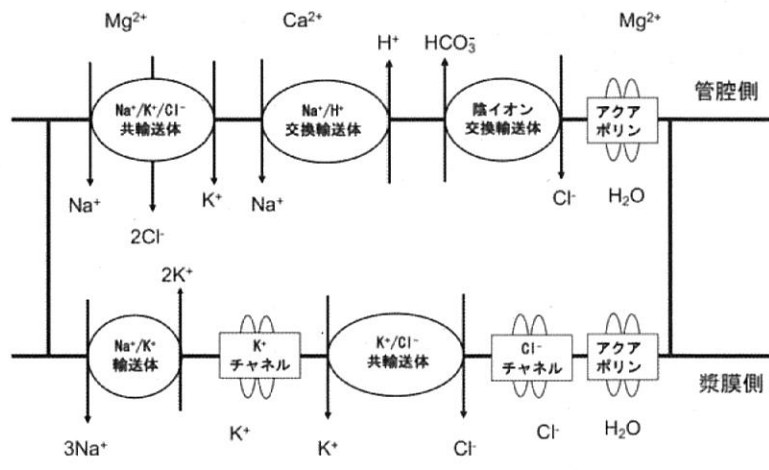 Mg²⁺ Ca²⁺ Mg²⁺
H⁺ HCO₃⁻
Na⁺/K⁺/Cl⁻
共輸送体
Na⁺/H⁺
交換輸送体
陰イオン
交換輸送体
アクア
ポリン
管腔側
Na⁺ K⁺ Na⁺ Cl⁻ H₂O
2Cl⁻
2K⁺
Na⁺/K⁺
輸送体
K⁺
チャネル
K⁺/Cl⁻
共輸送体
Cl⁻
チャネル
アクア
ポリン
漿膜側
3Na⁺ K⁺ K⁺ Cl⁻ Cl⁻ H₂O